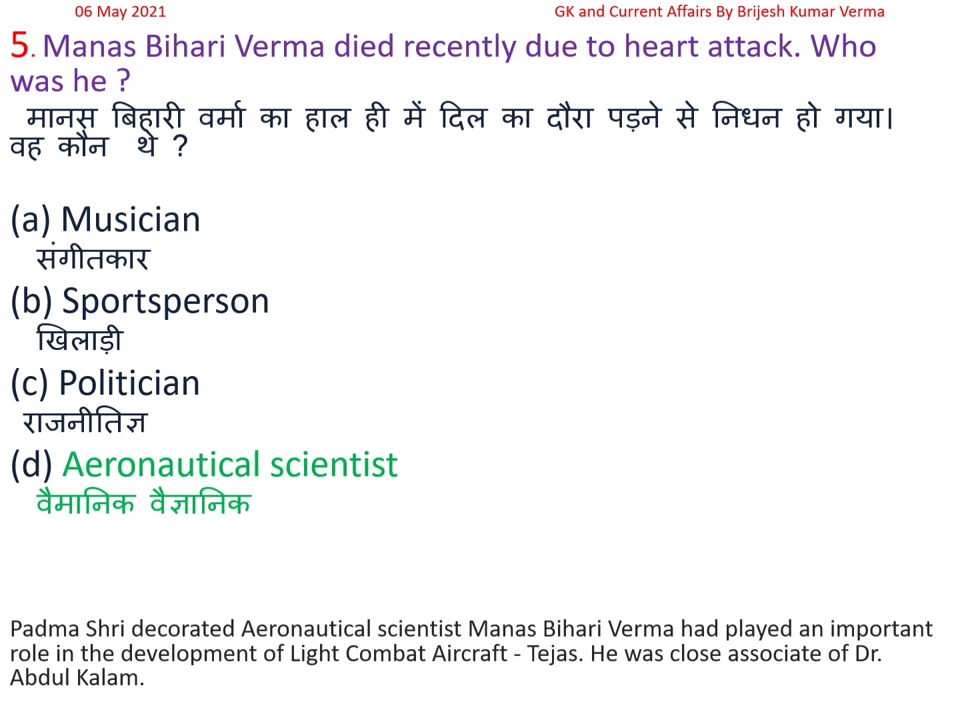 06 May 2021 GK and Current Affairs By Brijesh Kumar Verma
5. Manas Bihari Verma died recently due to heart attack. Who
was he ?
मानस बिहारी वर्मा का हाल ही में दिल का दौरा पड़ने से निधन हो गया।
वह कौन थे ?
(a) Musician
संगीतकार
(b) Sportsperson
खिलाड़ी
(c) Politician
राजनीतिज्ञ
(d) Aeronautical scientist
वैमानिक वैज्ञानिक
Padma Shri decorated Aeronautical scientist Manas Bihari Verma had played an important
role in the development of Light Combat Aircraft - Tejas. He was close associate of Dr.
Abdul Kalam.